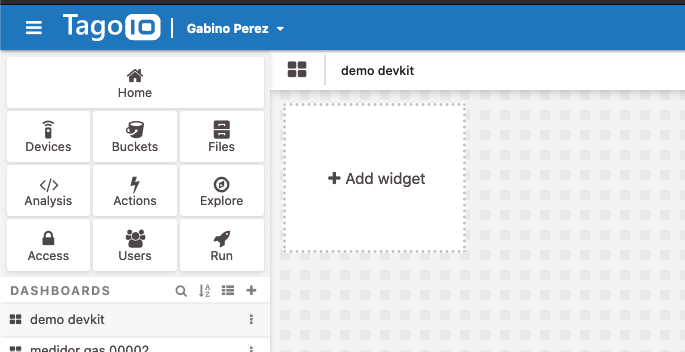 TagoIO Gabino Perez
demo devkit
Home
Devices Buckets Files
Analysis Actions Explore
Access Users Run
Add widget
DASHBOARDS
demo devkit
medidor gas 00002